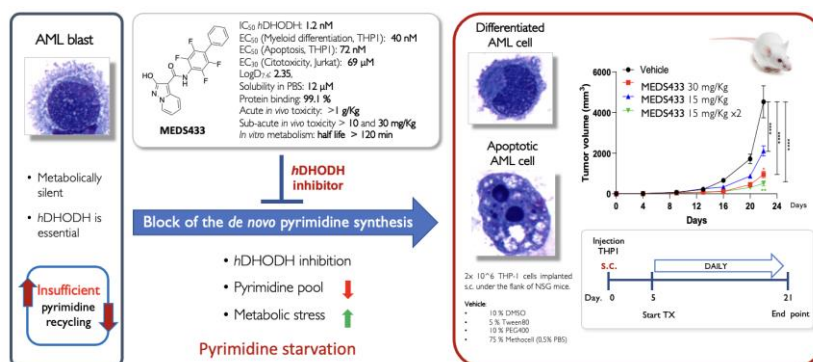 AML blast
• Metabolically
silent
• hDHODH is
essential
Insufficient
pyrimidine
recycling
IC50 hDHODH: 1.2 nM
EC50 (Myeloid differentiation, THP1): 40 nM
EC50 (Apoptosis, THP1): 72 nM
EC30 (Citotoxicity, Jurkat): 69 µM
LogD7.4: 2.35,
Solubility in PBS: 12 µM
Protein binding: 99.1 %
Acute in vivo toxicity: >1 g/Kg
Sub-acute in vivo toxicity > 10 and 30 mg/Kg
In vitro metabolism: half life > 120 min
F
F
F
F
O
NH
HO
N
N
MEDS433
hDHODH
inhibitor
Block of the de novo pyrimidine synthesis
• hDHODH inhibition
• Pyrimidine pool
• Metabolic stress
Pyrimidine starvation
Differentiated
AML cell
Apoptotic
AML cell
2x 10^6 THP-1 cells implanted
s.c. under the flank of NSG mice.
Vehicle:
• 10 % DMSO
• 5 % Tween80
• 10 % PEG400
• 75 % Methocell (0,5% PBS)
Vehicle
MEDS433 30 mg/Kg
MEDS433 15 mg/Kg
MEDS433 15 mg/Kg x2
Tumor volume (mm3)
6000
4000
2000
0
0 4 8 12 16 20 24
Days
Days
**** **** ****
Injection
THP1
S.C.
DAILY
Day. 0 5 21
Start TX
End point